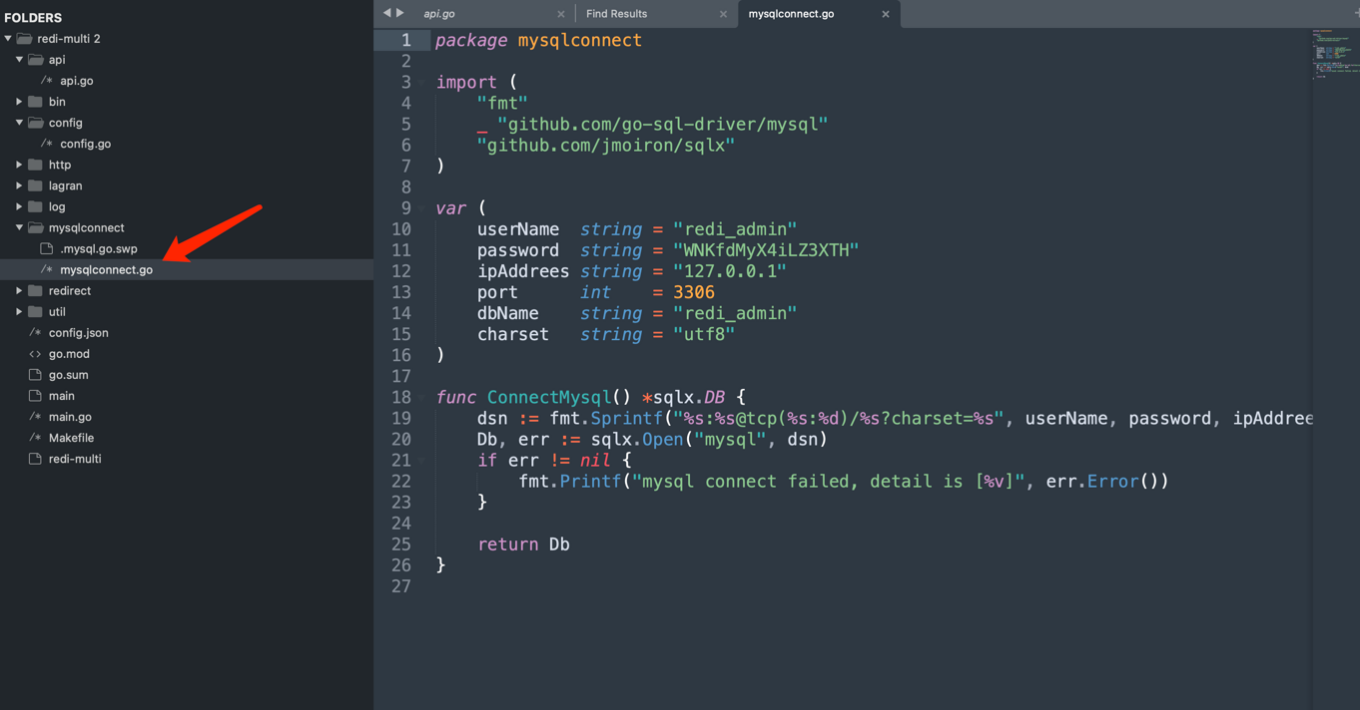 FOLDERS
redi-multi 2
api
/* api.go
bin
config
/* config.go
http
lagran
log
mysqlconnect
.mysql.go.swp
/* mysqlconnect.go
redirect
util
/* config.json
<> go.mod
go.sum
main
/* main.go
/* Makefile
redi-multi
api.go × Find Results × mysqlconnect.go ×
1 package mysqlconnect
2
3 import (
4     "fmt"
5     _ "github.com/go-sql-driver/mysql"
6     "github.com/jmoiron/sqlx"
7 )
8
9 var (
10     userName  string = "redi_admin"
11     password  string = "WNKfdMyX4iLZ3XTH"
12     ipAddrees string = "127.0.0.1"
13     port      int    = 3306
14     dbName    string = "redi_admin"
15     charset   string = "utf8"
16 )
17
18 func ConnectMysql() *sqlx.DB {
19     dsn := fmt.Sprintf("%s:%s@tcp(%s:%d)/%s?charset=%s", userName, password, ipAddree
20     Db, err := sqlx.Open("mysql", dsn)
21     if err != nil {
22         fmt.Printf("mysql connect failed, detail is [%v]", err.Error())
23     }
24
25     return Db
26 }
27